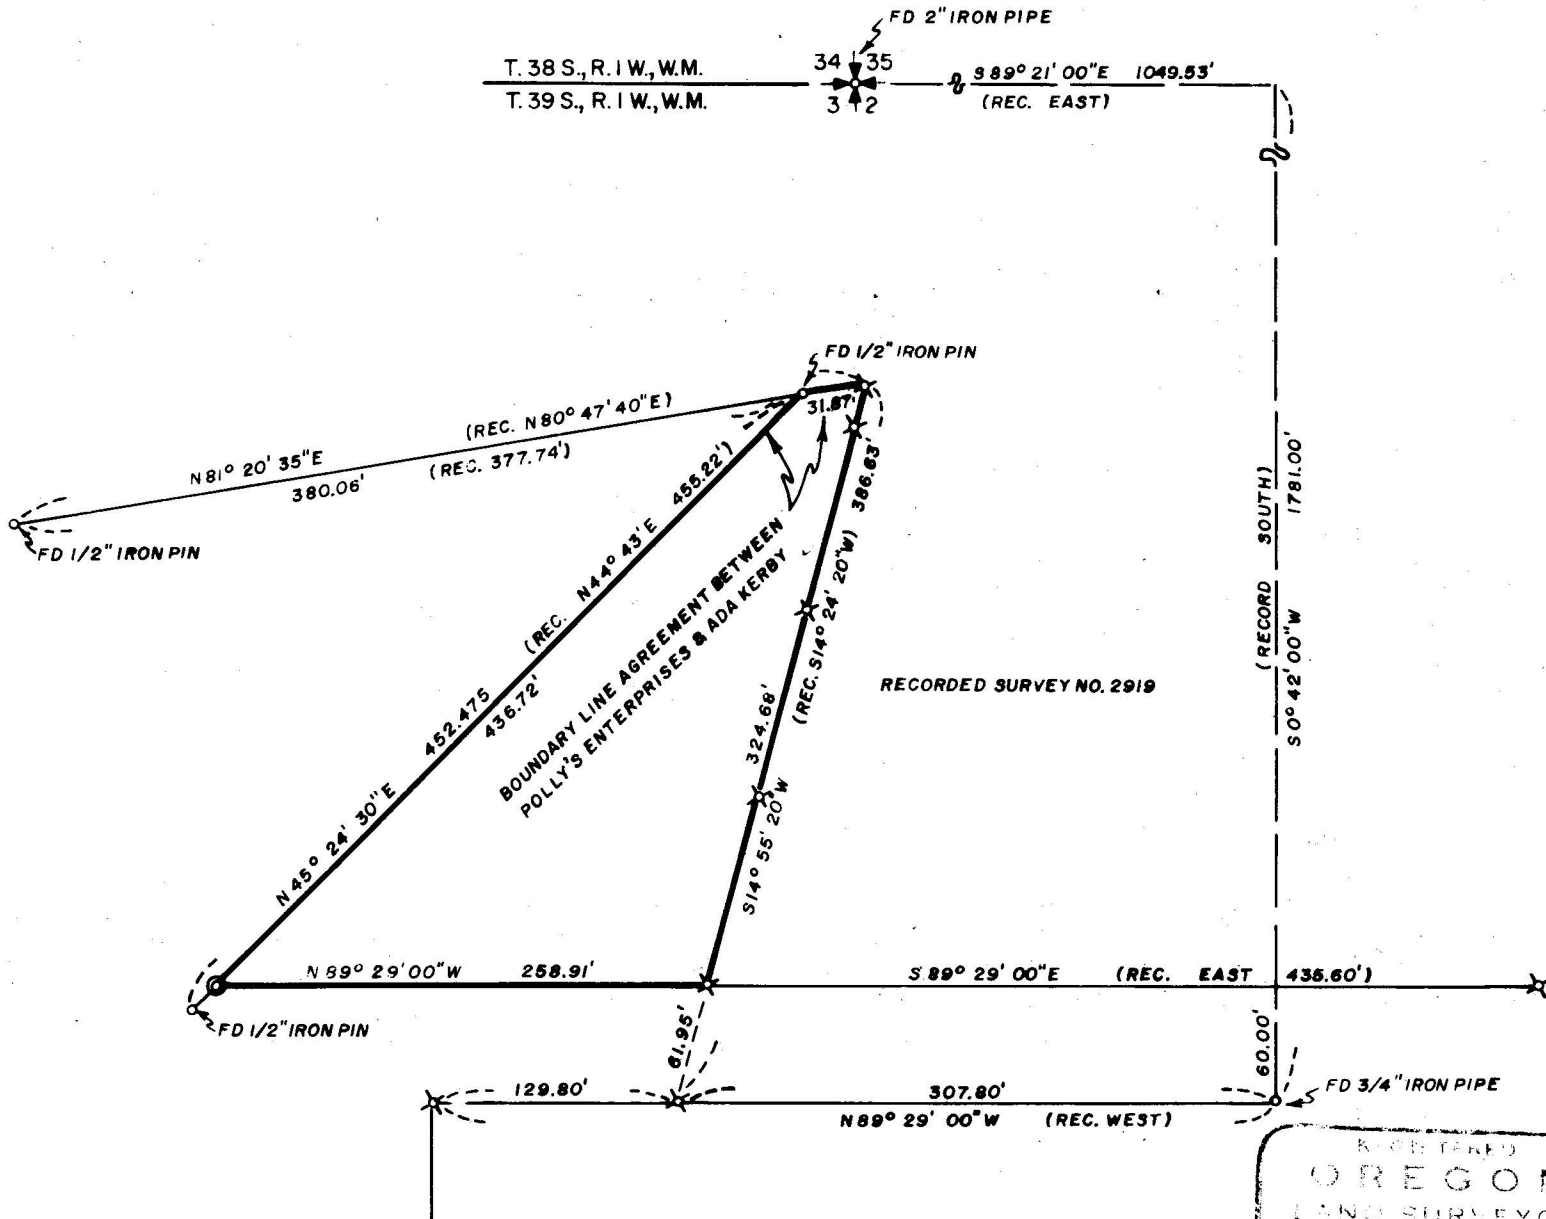 FD 2" IRON PIPE
T. 38 S., R. 1 W., W.M.
34 35
S 89° 21' 00" E 1049.53'
T. 39 S., R. 1 W., W.M.
3 2
(REC. EAST)
FD 1/2" IRON PIN
31.87'
(REC. N 80° 47' 40" E)
N 81° 20' 35" E
(REC. 377.74')
380.06'
FD 1/2" IRON PIN
(REC. N 44° 43' E 455.22')
N 45° 24' 30" E 452.475
436.72'
BOUNDARY LINE AGREEMENT BETWEEN
POLLY'S ENTERPRISES & ADA KERBY
386.63'
(REC. S14° 24' 20" W)
324.68'
S14° 55' 20" W
RECORDED SURVEY NO. 2919
(RECORD SOUTH)
S 0° 42' 00" W 1781.00'
N 89° 29' 00" W 258.91'
S 89° 29' 00" E (REC. EAST 435.60')
FD 1/2" IRON PIN
61.95'
60.00'
129.80'
307.80'
FD 3/4" IRON PIPE
N 89° 29' 00" W (REC. WEST)
OREGON
LAND SURVEYO